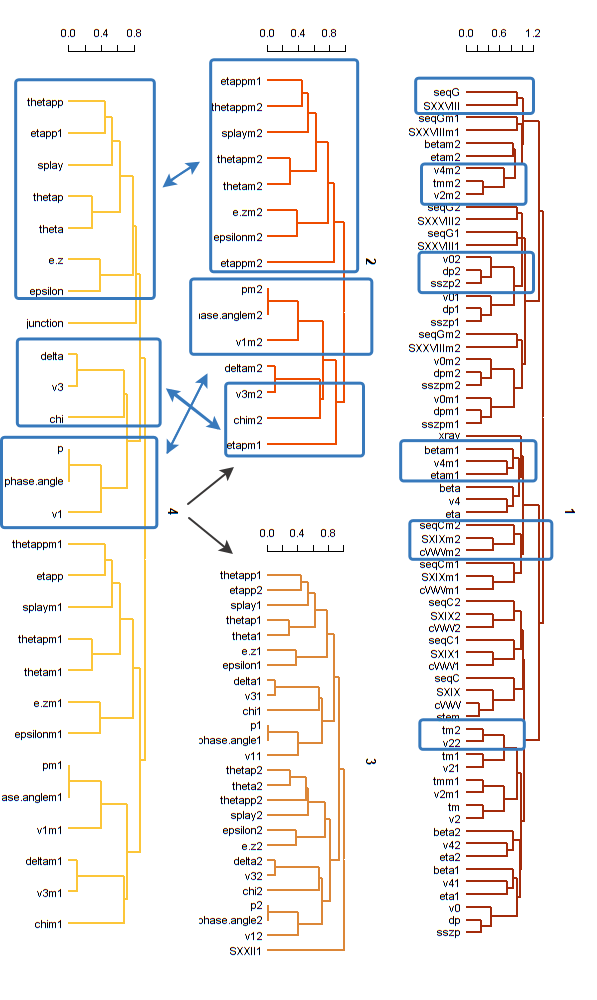 0.0 0.4 0.8
thetapp
etapp1
splay
thetap
theta
e.z
epsilon
junction
delta
v3
chi
p
phase.angle
v1
thetappm1
etapp
splaym1
thetapm1
thetam1
e.zm1
epsilonm1
pm1
ase.anglem1
v1m1
deltam1
v3m1
chim1
4
0.0 0.4 0.8
etappm1
thetappm2
splaym2
thetapm2
thetam2
e.zm2
epsilonm2
etappm2
pm2
ase.anglem2
v1m2
deltam2
v3m2
chim2
etapm1
2
0.0 0.4 0.8
thetapp1
etapp2
splay1
thetap1
theta1
e.z1
epsilon1
delta1
v31
chi1
p1
phase.angle1
v11
thetap2
theta2
thetapp2
splay2
epsilon2
e.z2
delta2
v32
chi2
p2
phase.angle2
v12
SXXII1
3
0.0 0.6 1.2
seqG
SXXVIII
seqGm1
SXXVIIIm1
betam2
etam2
v4m2
tmm2
v2m2
seqG2
SXXVIII2
seqG1
SXXVIII1
v02
dp2
sszp2
v01
dp1
sszp1
seqGm2
SXXVIIIm2
v0m2
dpm2
sszpm2
v0m1
dpm1
sszpm1
xray
betam1
v4m1
etam1
beta
v4
eta
seqCm2
SXIXm2
cVWVm2
seqCm1
SXIXm1
cVWVm1
seqC2
SXIX2
cVWV2
seqC1
SXIX1
cVWV1
seqC
SXIX
cVWV
stem
tm2
v22
tm1
v21
tmm1
v2m1
tm
v2
beta2
v42
eta2
beta1
v41
eta1
v0
dp
sszp
1